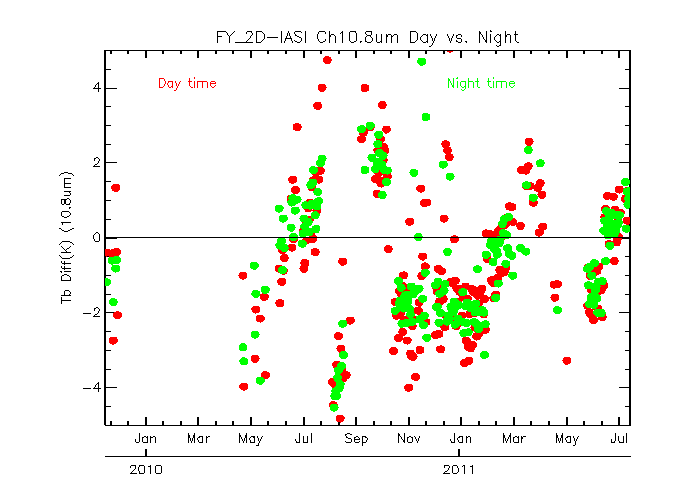 FY_2D-IASI Ch10.8um Day vs. Night
Day time
Night time
Tb Diff(K) (10.8um)
4
2
0
-2
-4
Jan Mar May Jul Sep Nov Jan Mar May Jul
2010 2011